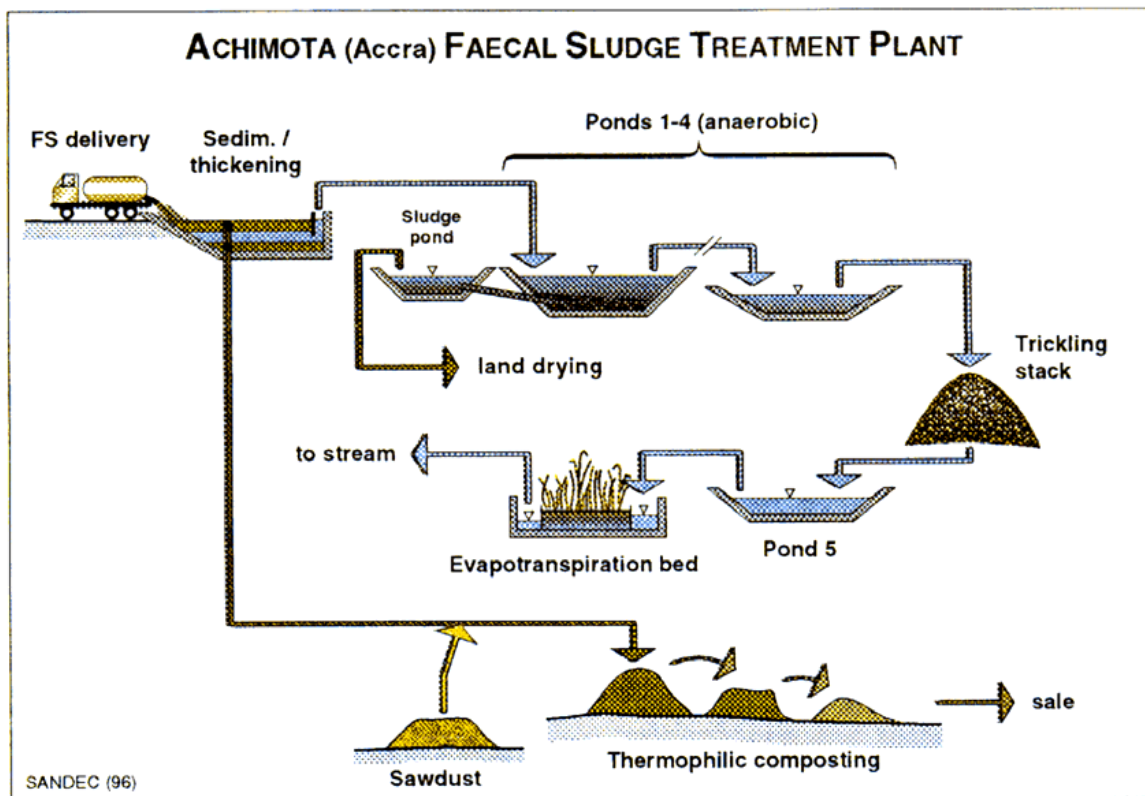 ACHIMOTA (Accra) FAECAL SLUDGE TREATMENT PLANT
Ponds 1-4 (anaerobic)
FS delivery
Sedim. /
thickening
Sludge
pond
land drying
Trickling
stack
to stream
Evapotranspiration bed
Pond 5
sale
Thermophilic composting
Sawdust
SANDEC (96)